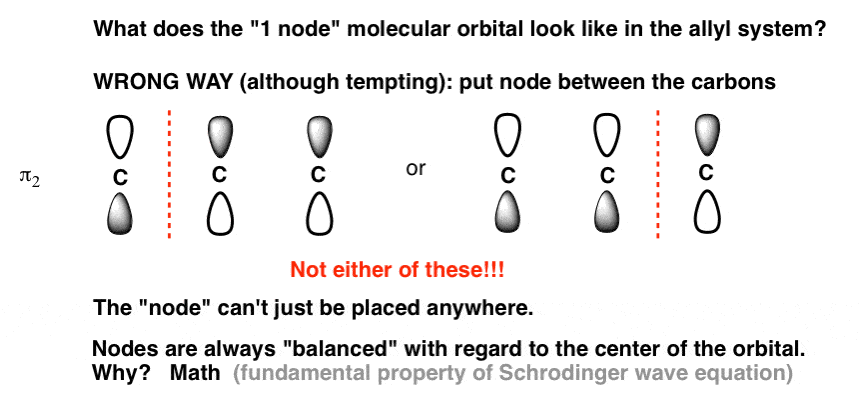 What does the "1 node" molecular orbital look like in the allyl system?
WRONG WAY (although tempting): put node between the carbons
π2 C C C or C C C
Not either of these!!!
The "node" can't just be placed anywhere.
Nodes are always "balanced" with regard to the center of the orbital.
Why? Math (fundamental property of Schrodinger wave equation)